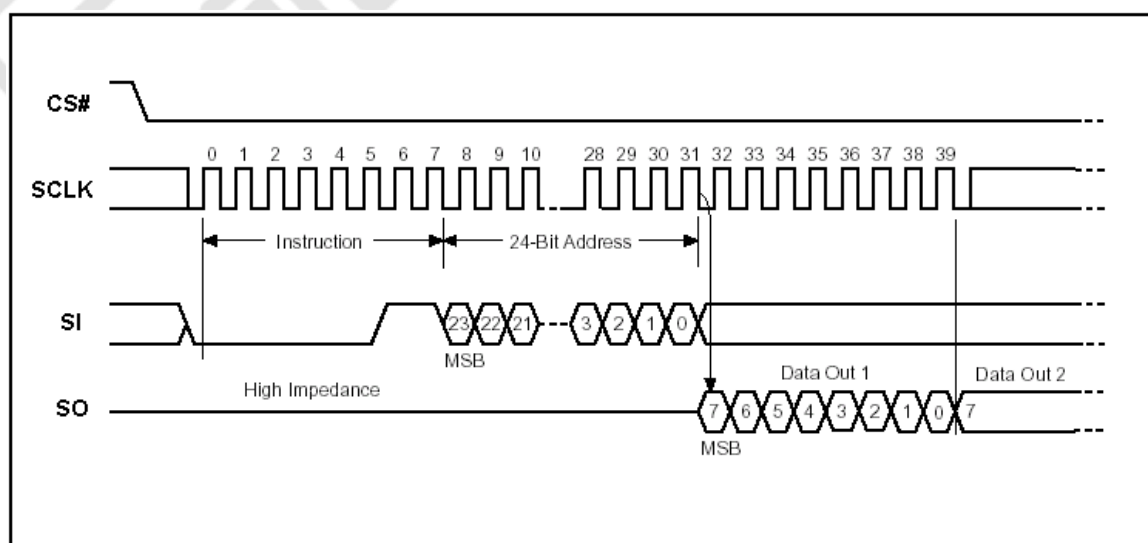 CS#
0 1 2 3 4 5 6 7 8 9 10 28 29 30 31 32 33 34 35 36 37 38 39
SCLK
Instruction 24-Bit Address
SI 23 22 21 3 2 1 0
MSB
High Impedance Data Out 1 Data Out 2
SO 7 6 5 4 3 2 1 0 7
MSB